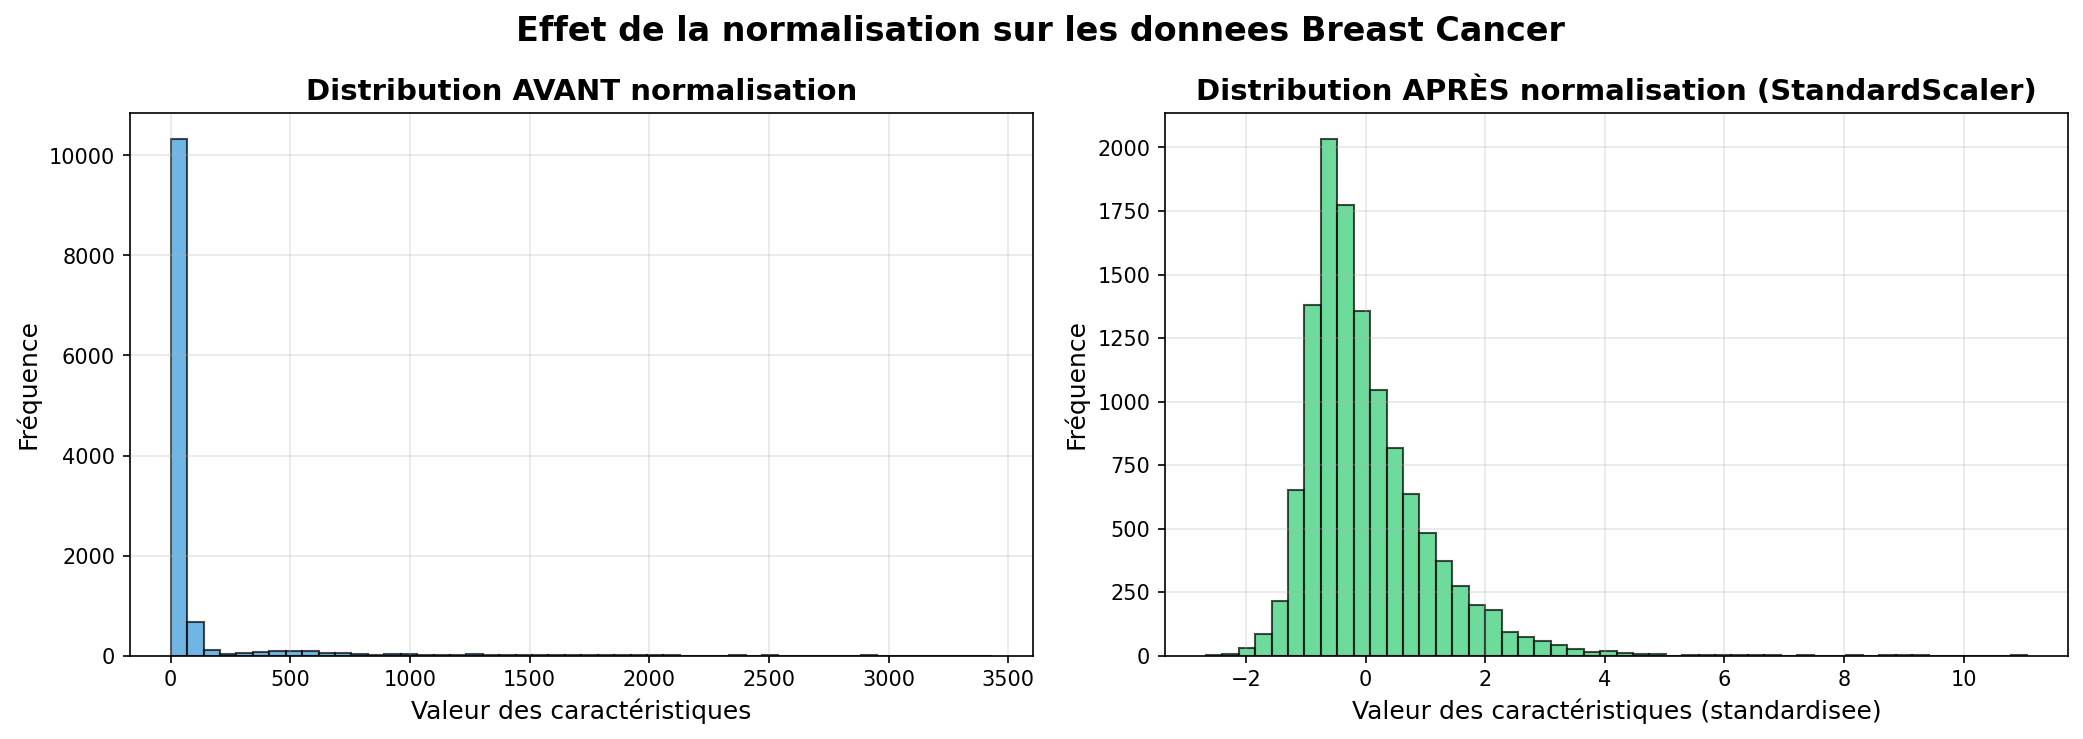 Effet de la normalisation sur les donnees Breast Cancer
Distribution AVANT normalisation
10000
8000
6000
4000
2000
0
Fréquence
0 500 1000 1500 2000 2500 3000 3500
Valeur des caractéristiques
Distribution APRÈS normalisation (StandardScaler)
2000
1750
1500
1250
1000
750
500
250
0
Fréquence
−2 0 2 4 6 8 10
Valeur des caractéristiques (standardisee)